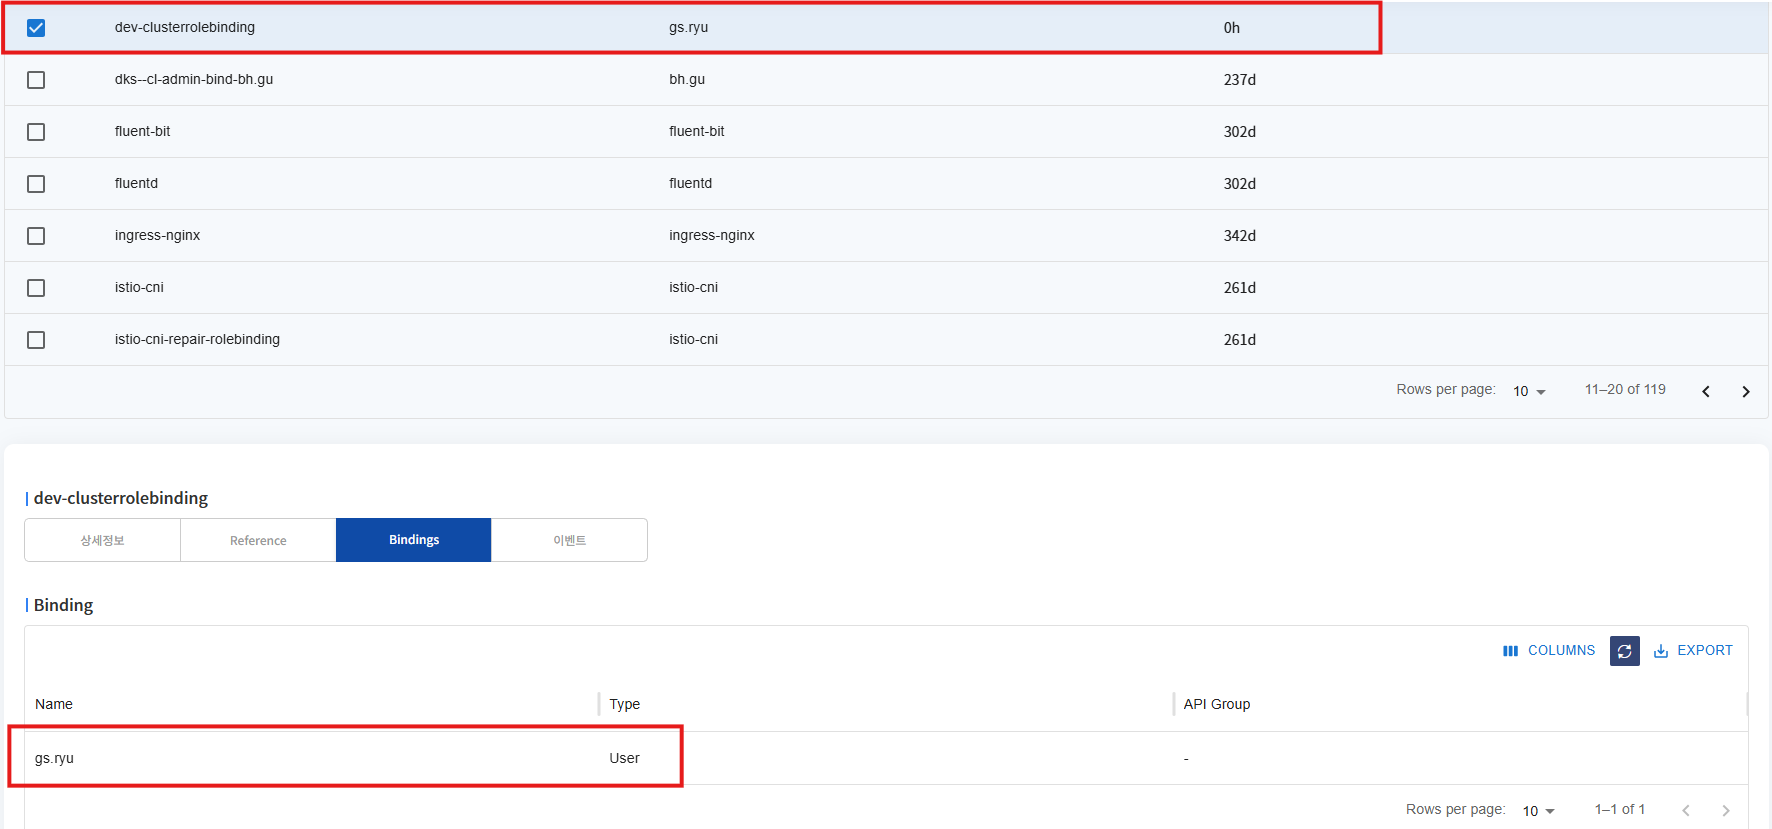 dev-clusterrolebinding gs.ryu 0h
dks--cl-admin-bind-bh.gu bh.gu 237d
fluent-bit fluent-bit 302d
fluentd fluentd 302d
ingress-nginx ingress-nginx 342d
istio-cni istio-cni 261d
istio-cni-repair-rolebinding istio-cni 261d
Rows per page: 10 11–20 of 119
dev-clusterrolebinding
상세정보 Reference Bindings 이벤트
Binding
COLUMNS EXPORT
Name Type API Group
gs.ryu User -
Rows per page: 10 1–1 of 1